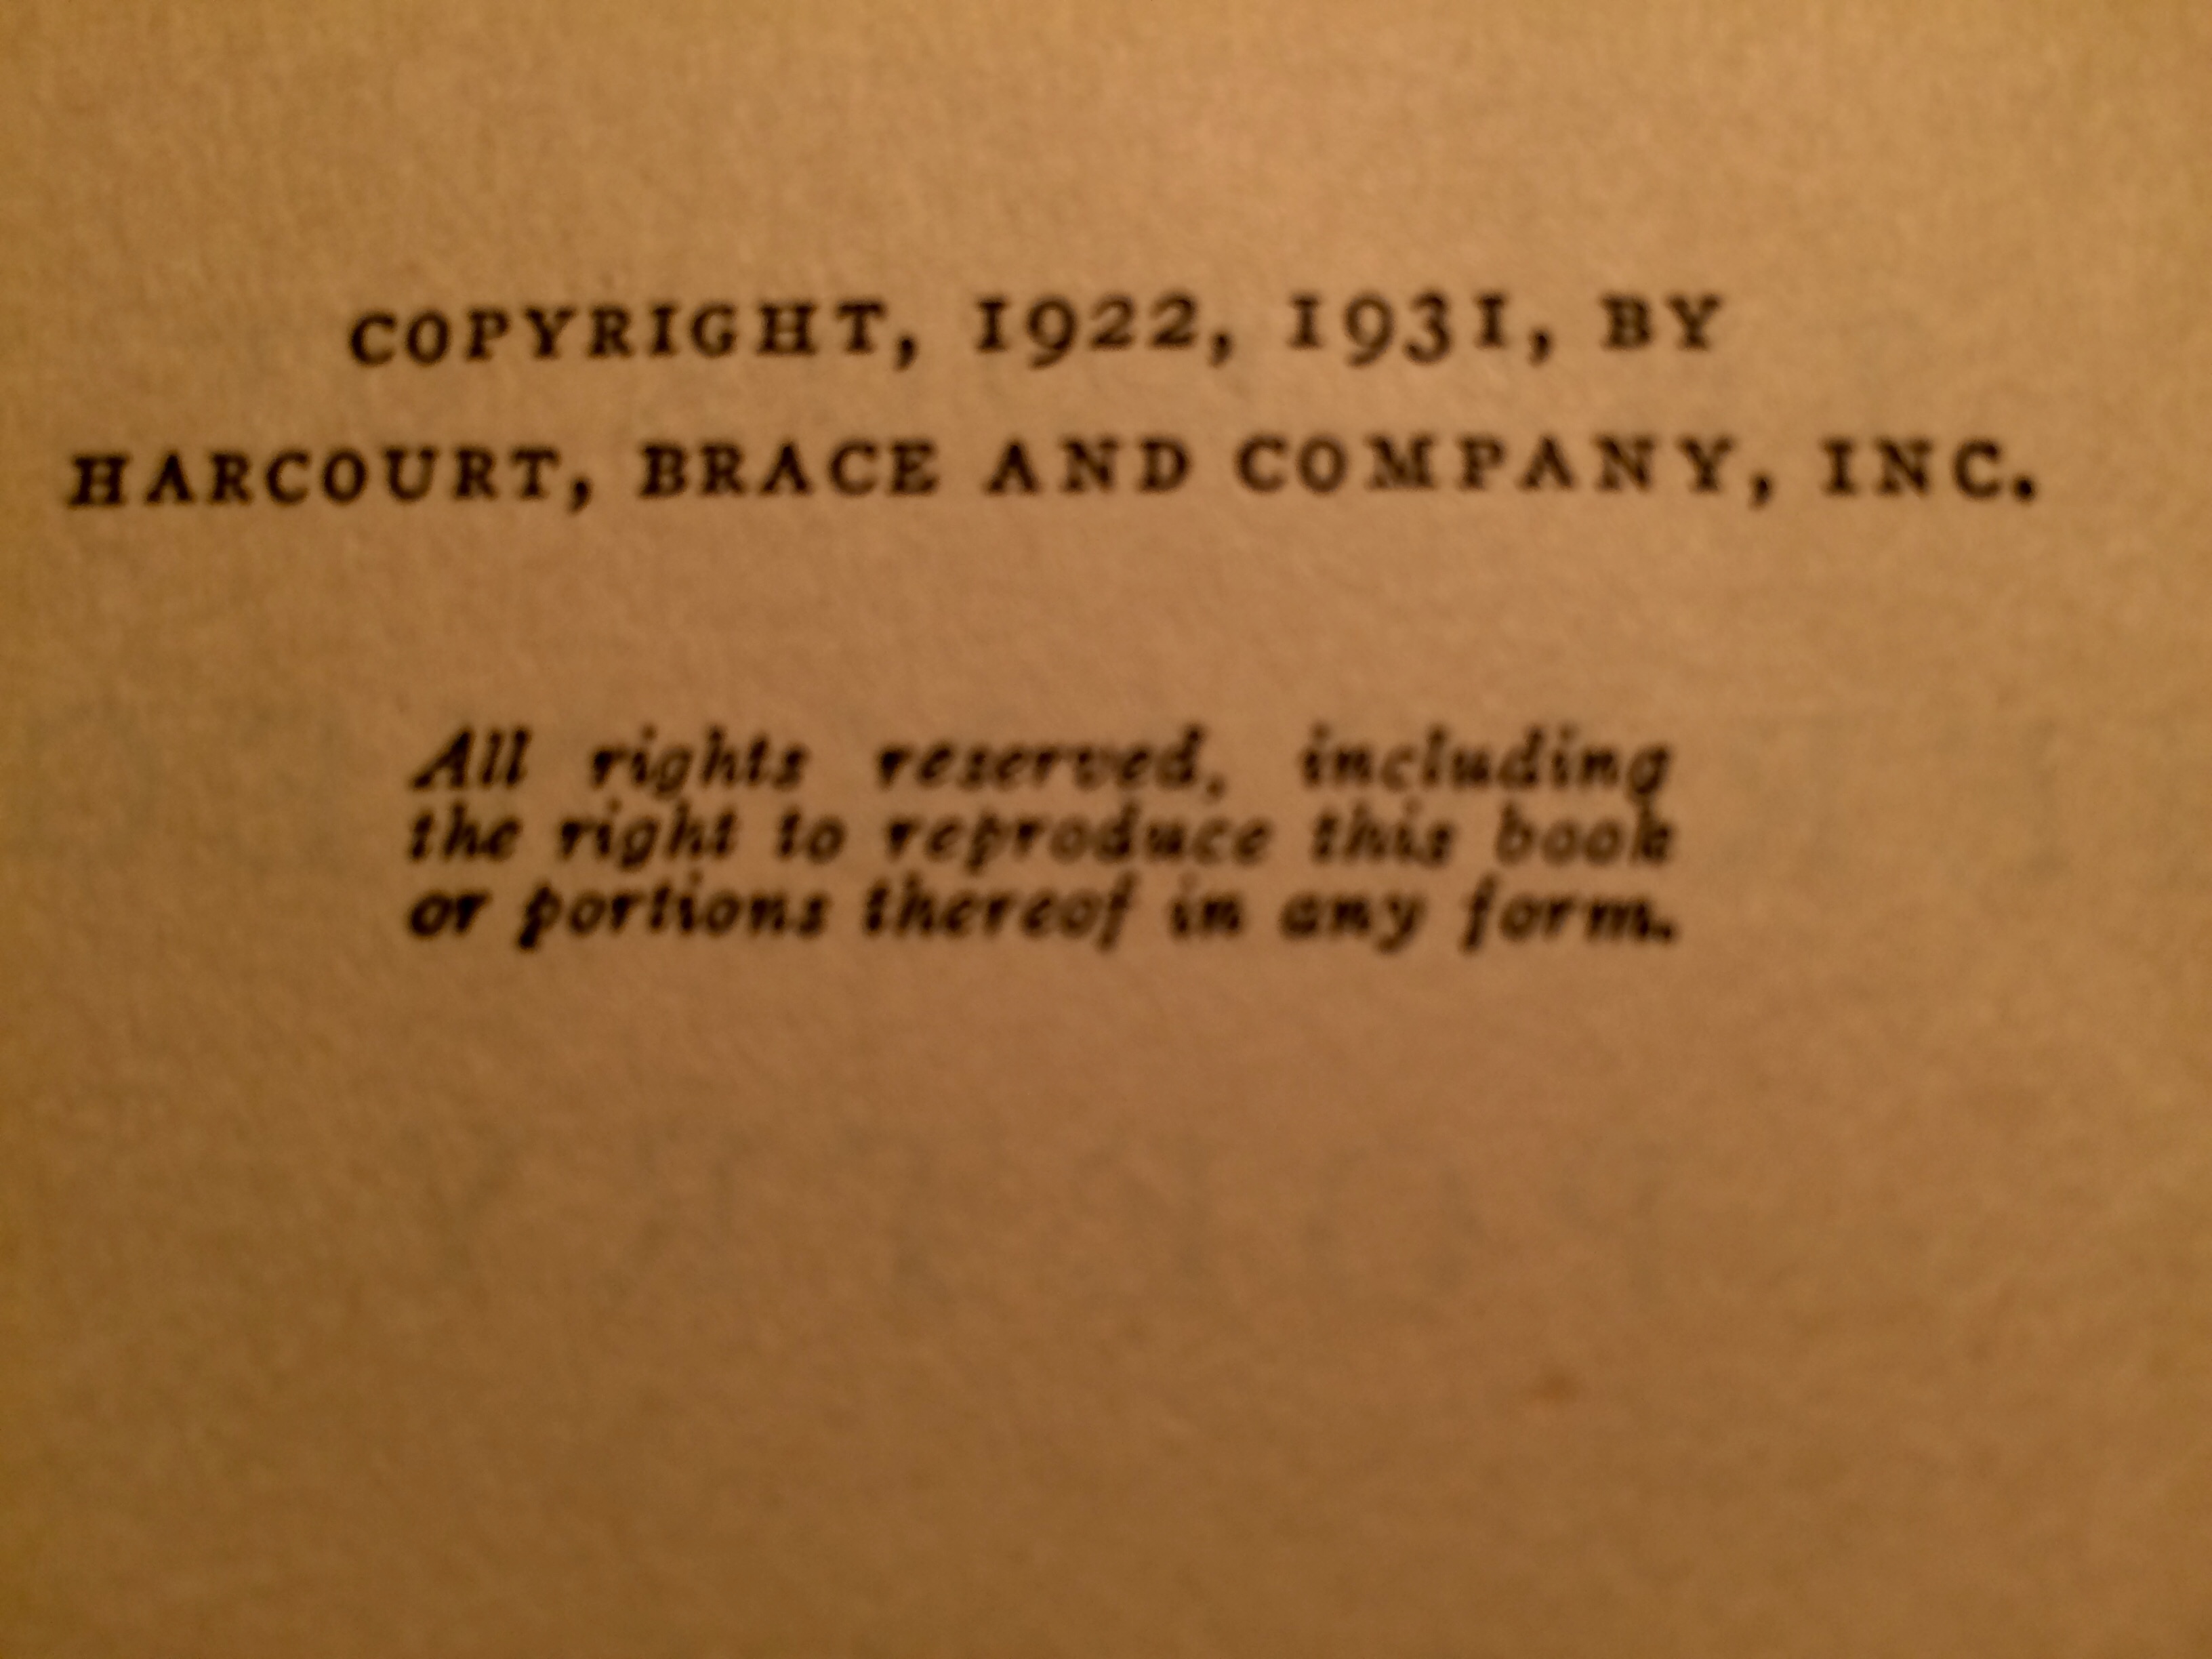 COPYRIGHT, 1922, 1931, BY
HARCOURT, BRACE AND COMPANY, INC.
All rights reserved, including
the right to reproduce this book
or portions thereof in any form.